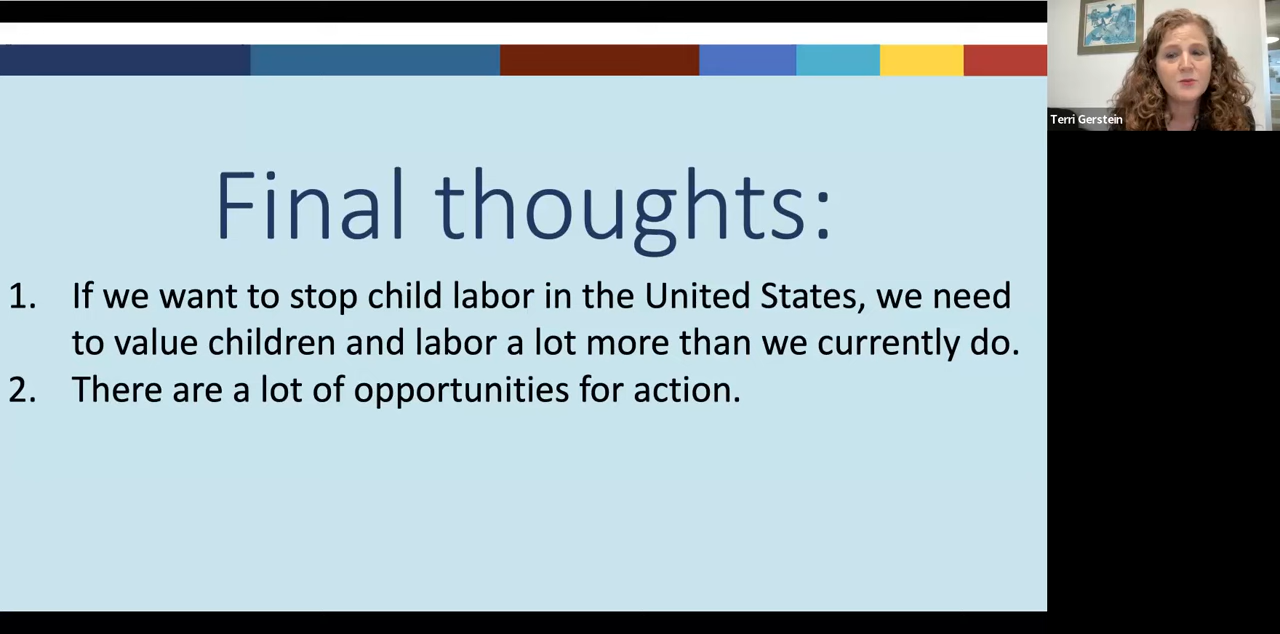 Final thoughts:
1. If we want to stop child labor in the United States, we need
to value children and labor a lot more than we currently do.
2. There are a lot of opportunities for action.
Terri Gerstein